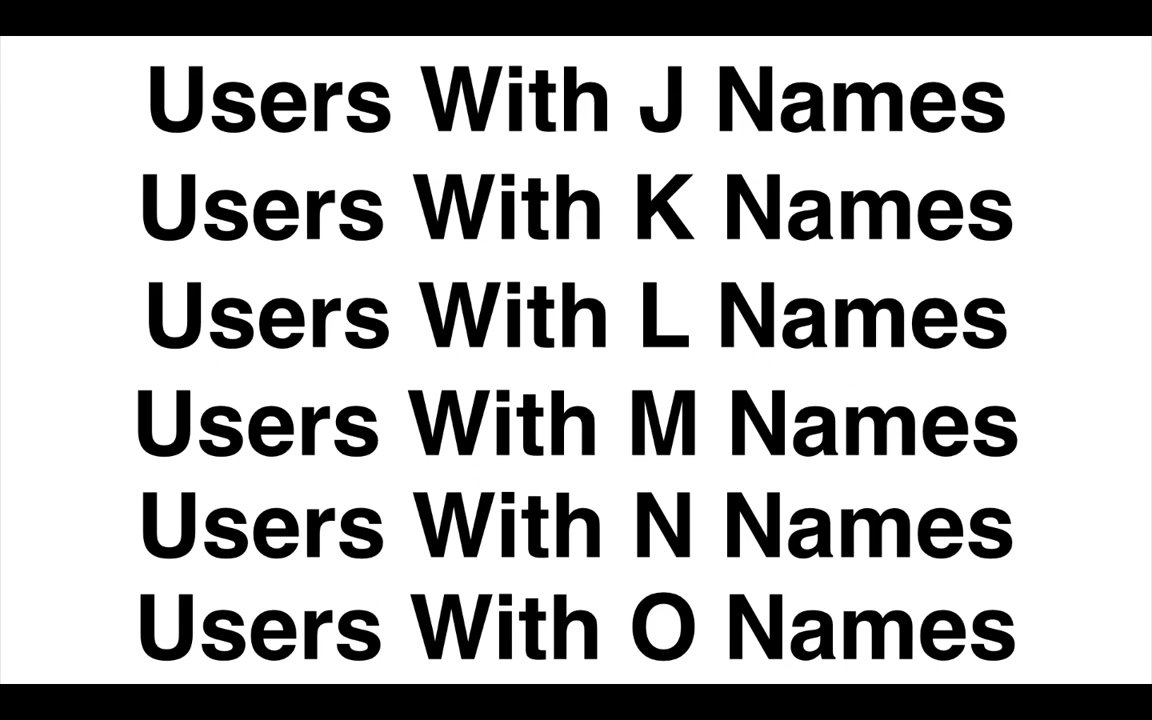 Users With J Names
Users With K Names
Users With L Names
Users With M Names
Users With N Names
Users With O Names